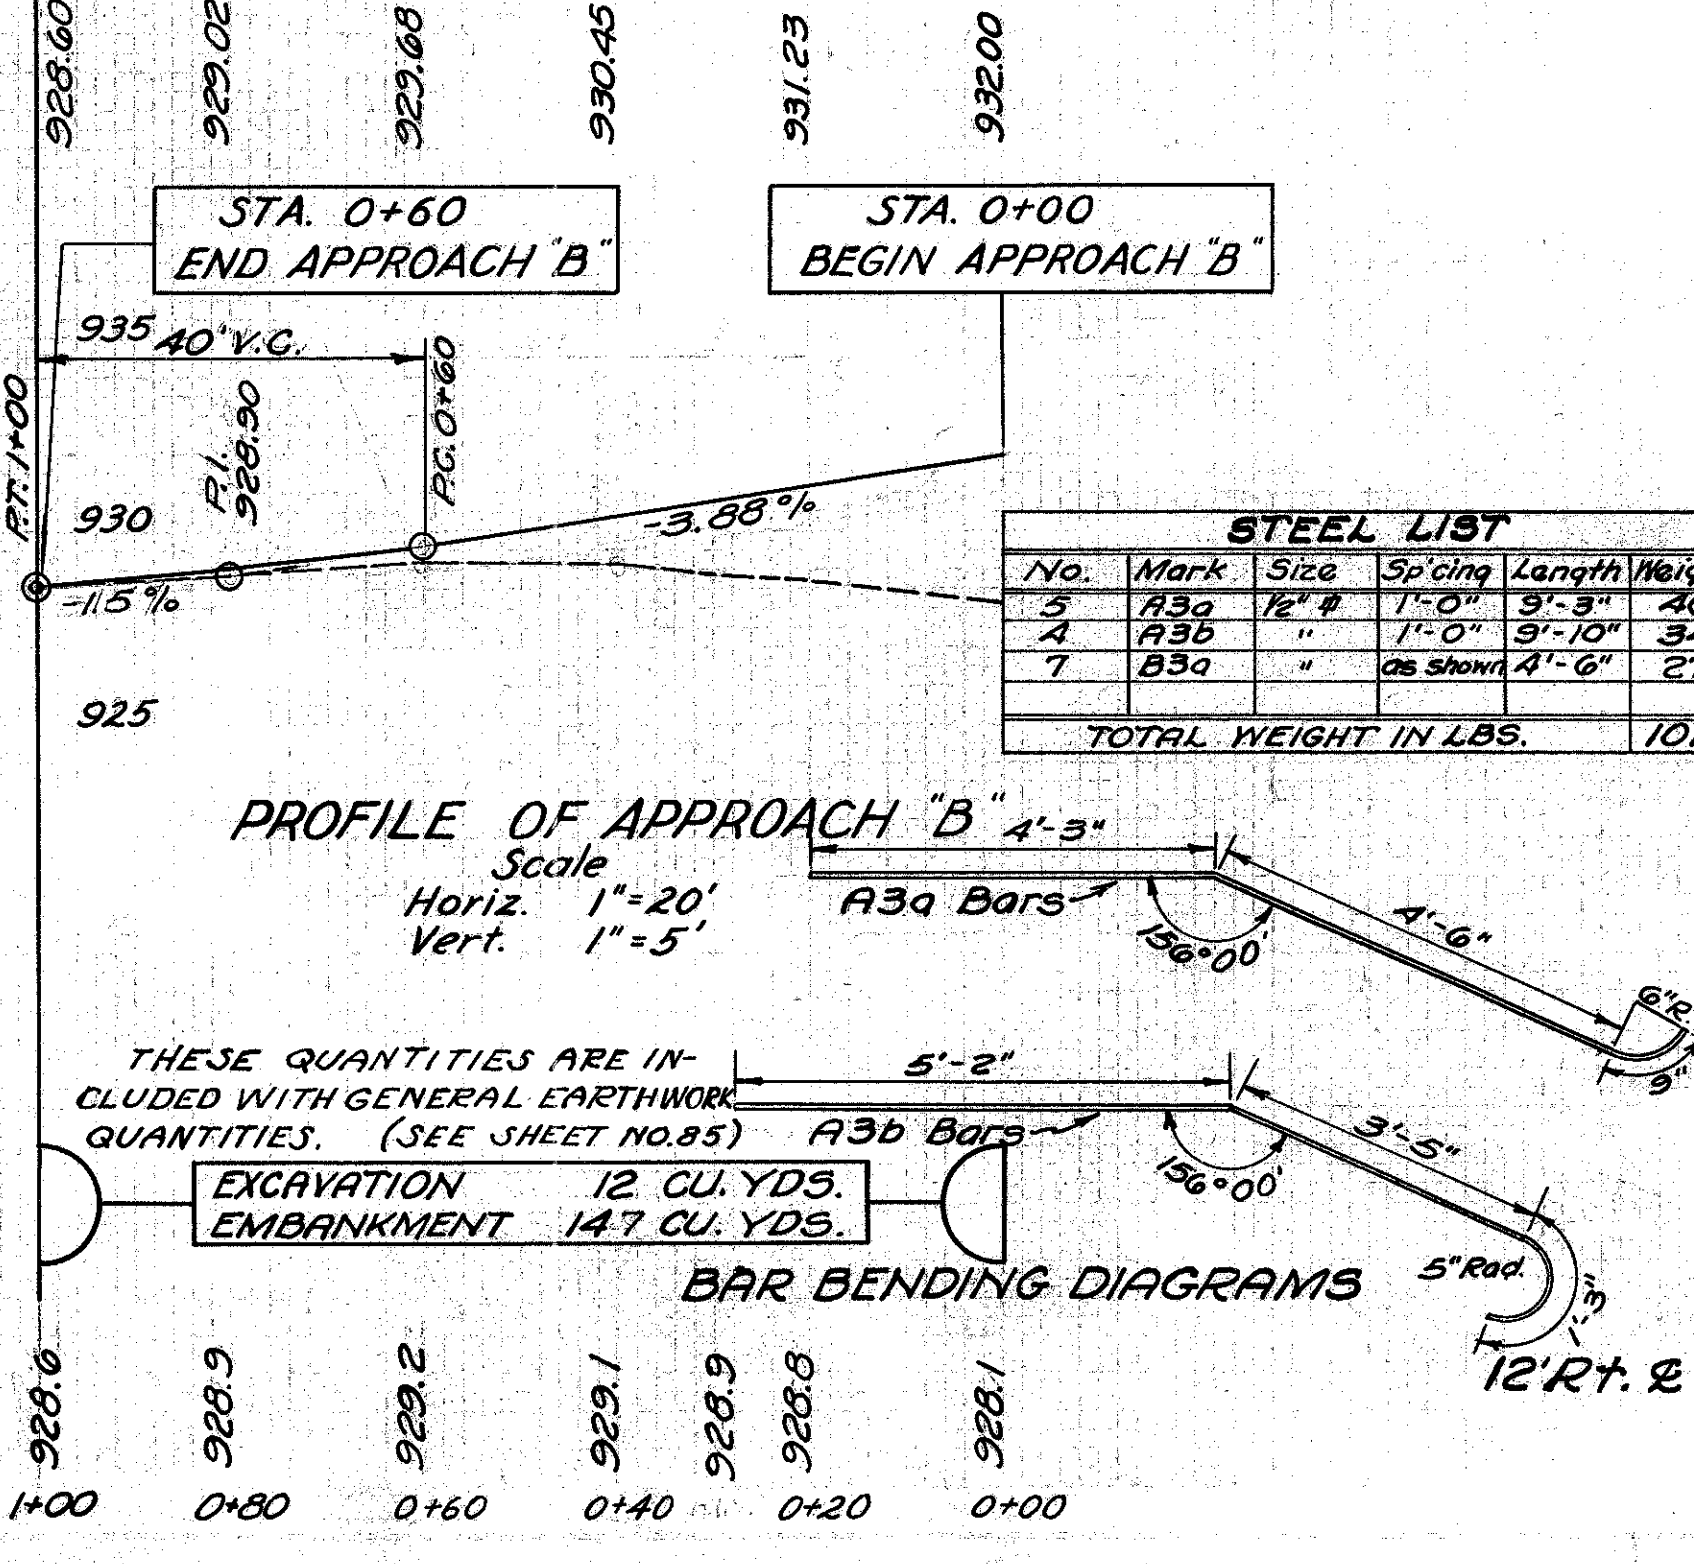 928.60 929.02 929.68 930.45 931.23 932.00
STA. 0+60
END APPROACH "B"
STA. 0+00
BEGIN APPROACH "B"
935
40' V.C.
P.T. 1+00
P.I.
928.90
P.C. 0+60
930
-3.88 %
-1.5 %
925
STEEL LIST
No. Mark Size Sp'cing Length
5 A3a 1/2" ф 1'-0" 9'-3"
4 A3b " 1'-0" 9'-10"
7 B3a " as shown 4'-6"
TOTAL WEIGHT IN LBS.
PROFILE OF APPROACH "B"
Scale
Horiz. 1"=20'
Vert. 1"=5'
4'-3"
A3a Bars
156°00'
4'-6"
6"R.
9"
THESE QUANTITIES ARE IN-
CLUDED WITH GENERAL EARTHWORK
QUANTITIES. (SEE SHEET NO.85)
5'-2"
A3b Bars
156°00'
3'-5"
5"Rad.
1'-3"
EXCAVATION 12 CU. YDS.
EMBANKMENT 147 CU. YDS.
BAR BENDING DIAGRAMS
12' Rt. ℄
928.6 928.9 929.2 929.1 928.9 928.8 928.1
1+00 0+80 0+60 0+40 0+20 0+00